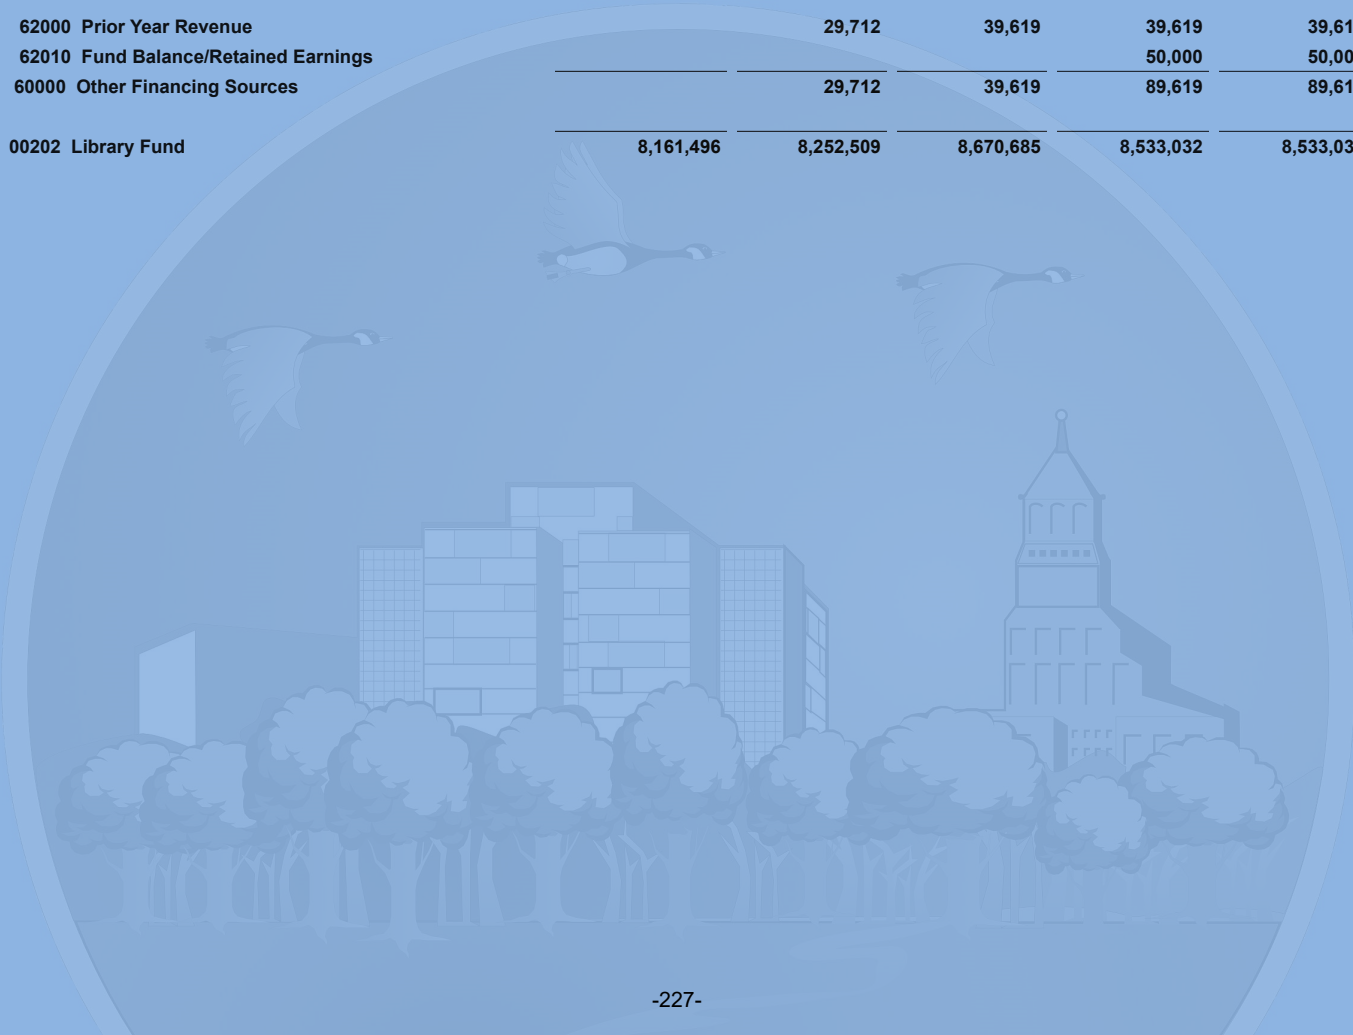 62000 Prior Year Revenue 29,712 39,619 39,619 39,61
62010 Fund Balance/Retained Earnings 50,000 50,00
60000 Other Financing Sources 29,712 39,619 89,619 89,61
00202 Library Fund 8,161,496 8,252,509 8,670,685 8,533,032 8,533,03
-227-